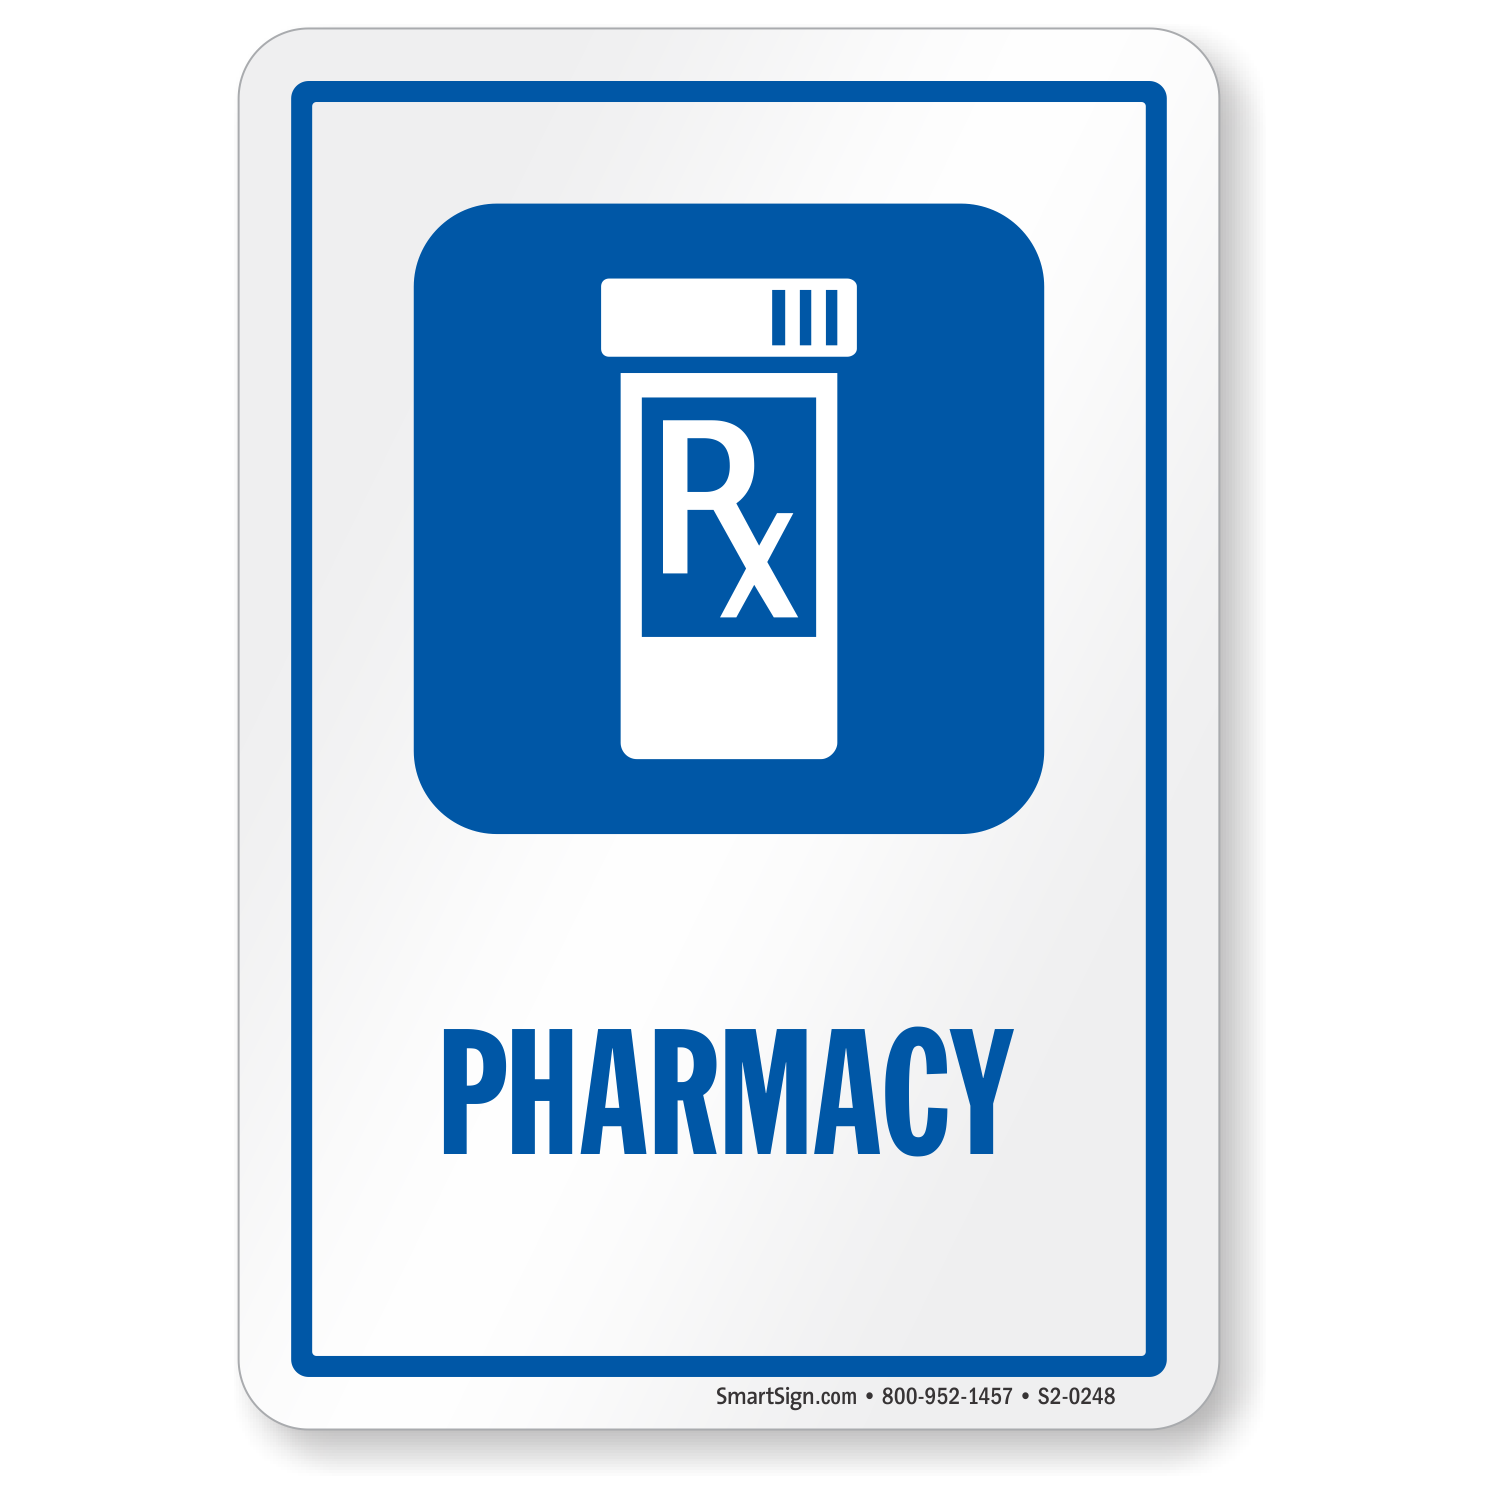 Rx
PHARMACY
SmartSign.com • 800-952-1457 • S2-0248